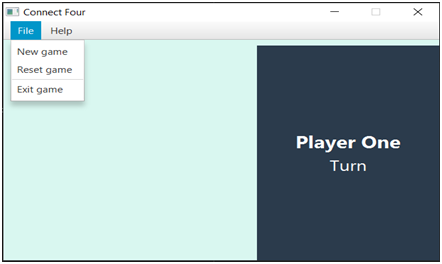 Connect Four
File Help
New game
Reset game
Exit game
Player One
Turn